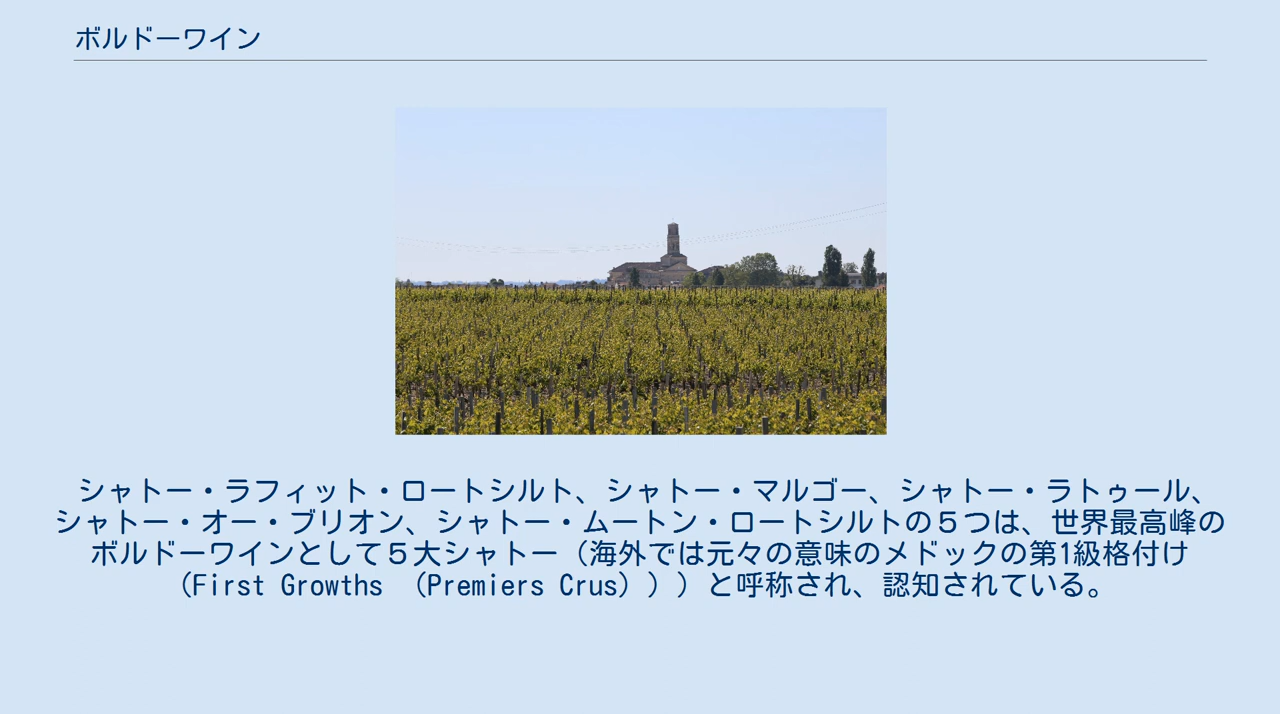 ボルドーワイン
シャトー・ラフィット・ロートシルト、シャトー・マルゴー、シャトー・ラトゥール、
シャトー・オー・ブリオン、シャトー・ムートン・ロートシルトの５つは、世界最高峰の
ボルドーワインとして５大シャトー（海外では元々の意味のメドックの第1級格付け
（First Growths （Premiers Crus）））と呼称され、認知されている。